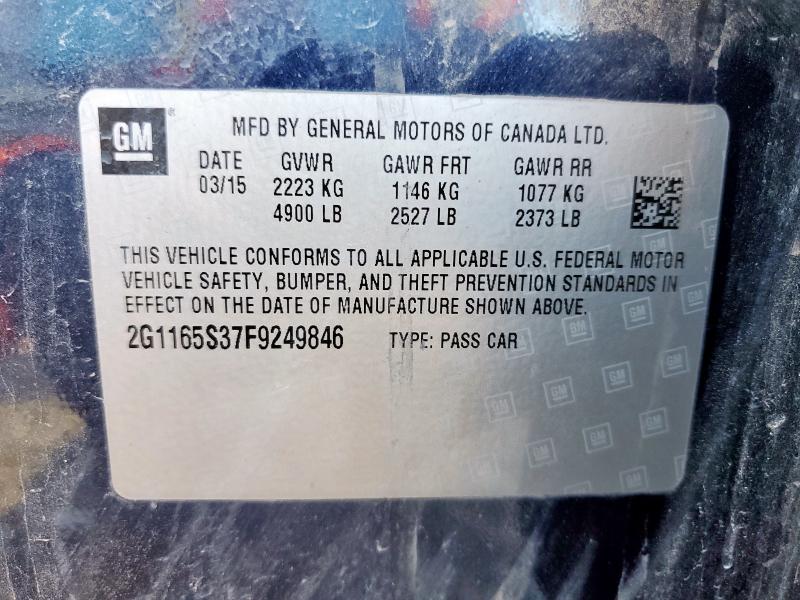 GM ®
MFD BY GENERAL MOTORS OF CANADA LTD.
DATE GVWR GAWR FRT GAWR RR
03/15 2223 KG 1146 KG 1077 KG
4900 LB 2527 LB 2373 LB
THIS VEHICLE CONFORMS TO ALL APPLICABLE U.S. FEDERAL MOTOR
VEHICLE SAFETY, BUMPER, AND THEFT PREVENTION STANDARDS IN
EFFECT ON THE DATE OF MANUFACTURE SHOWN ABOVE.
2G1165S37F9249846 TYPE: PASS CAR